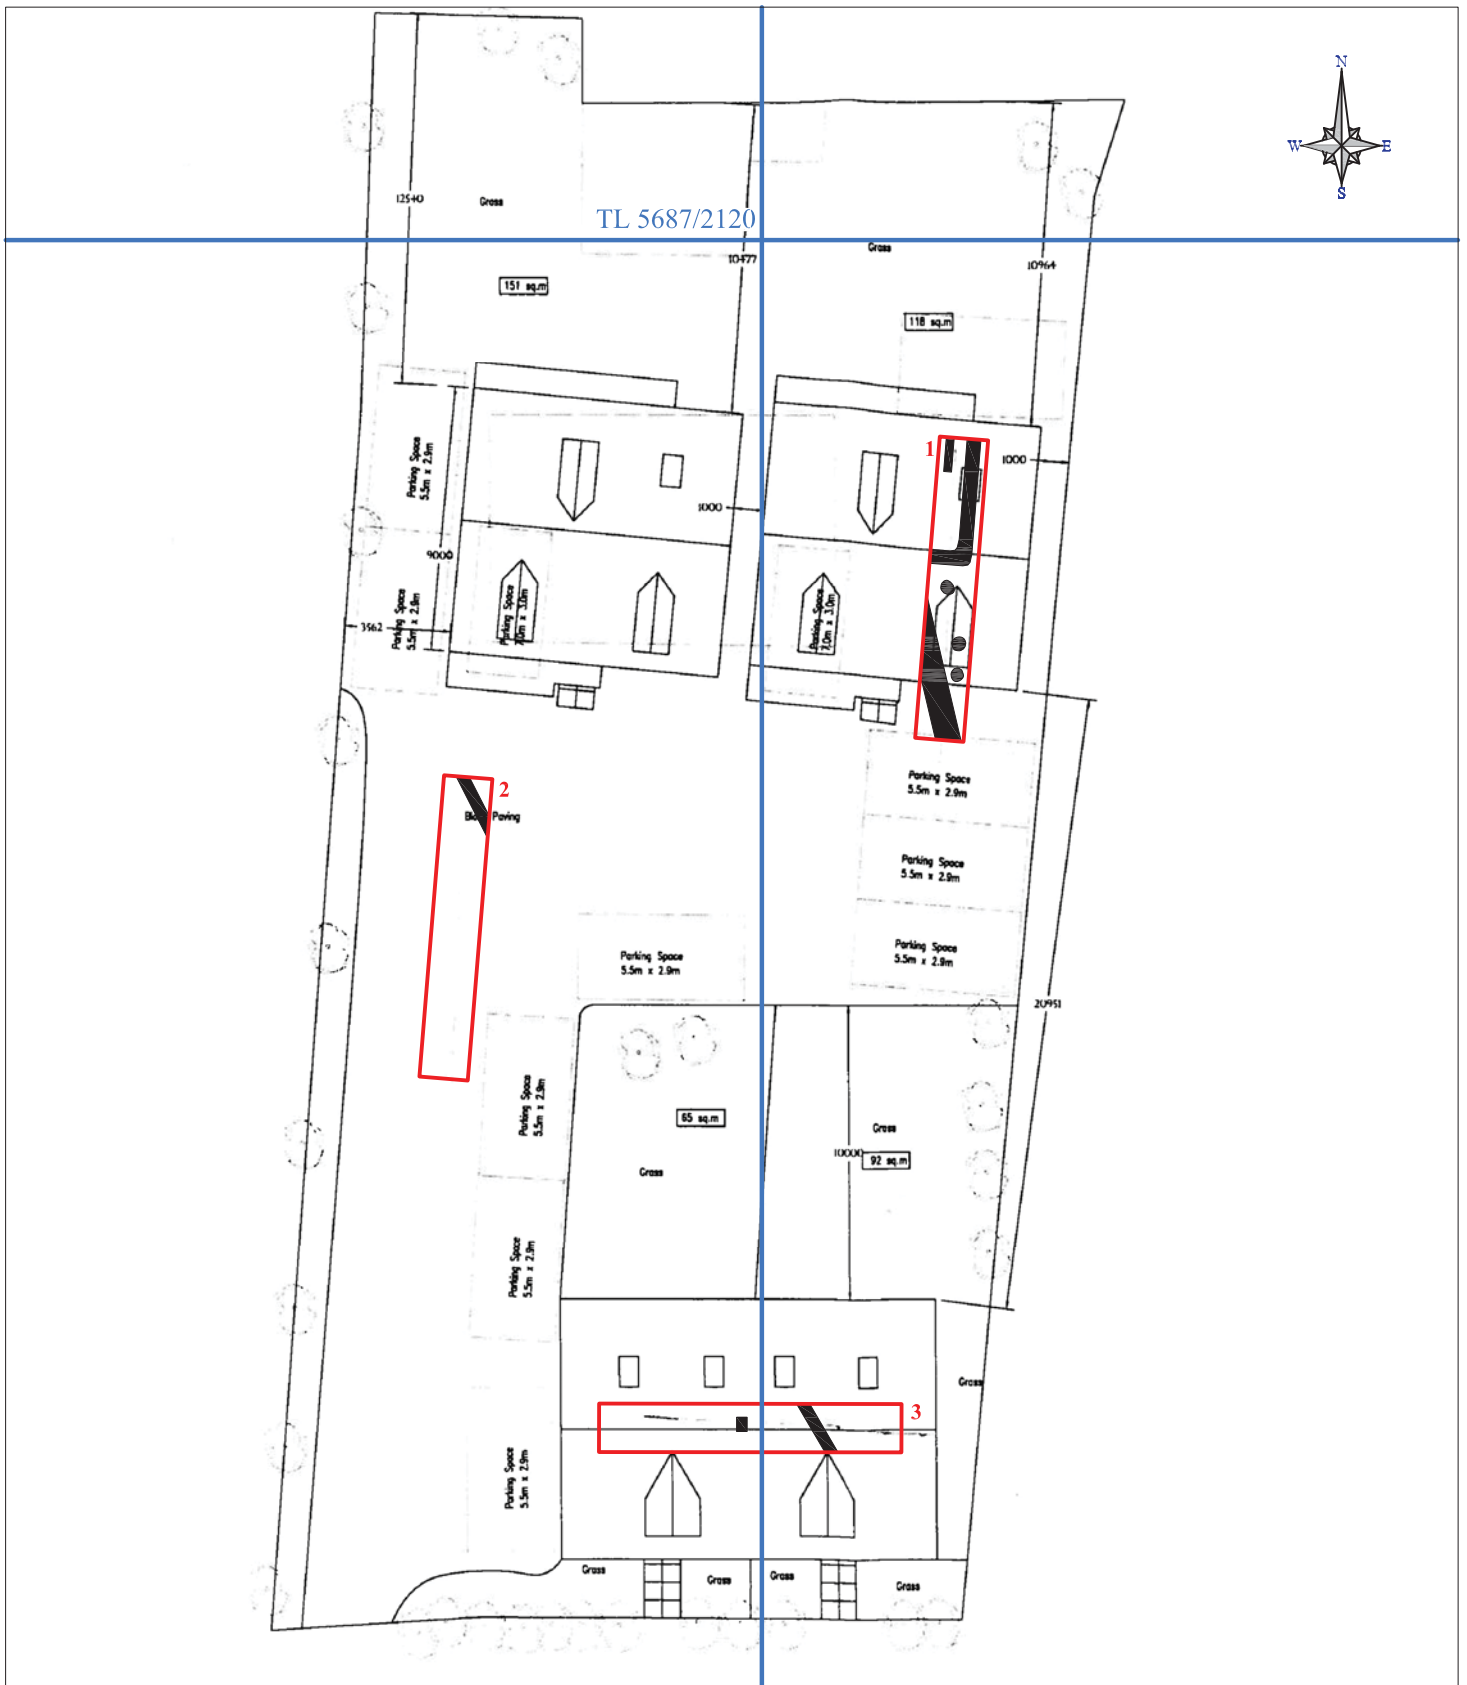 N
W E
S
12540
Grass
TL 5687/2120
Grass
10477
10964
151 sq.m
118 sq.m
1
1000
Parking Space
5.5m x 2.9m
1000
9000
Parking Space
5.5m x 2.9m
Parking Space
7.0m x 3.0m
Parking Space
7.0m x 3.0m
3562
Parking Space
5.5m x 2.9m
2
Paving
Parking Space
5.5m x 2.9m
Parking Space
5.5m x 2.9m
Parking Space
5.5m x 2.9m
20951
Parking Space
5.5m x 2.9m
65 sq.m
Grass
10000
92 sq.m
Grass
Parking Space
5.5m x 2.9m
Grass
3
Parking Space
5.5m x 2.9m
Grass
Grass
Grass
Grass